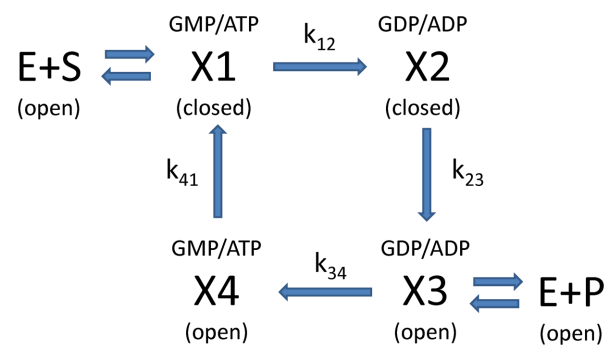 GMP/ATP
k12
GDP/ADP
E+S
X1
X2
(open)
(closed)
(closed)
k41
k23
GMP/ATP
k34
GDP/ADP
X4
X3
E+P
(open)
(open)
(open)